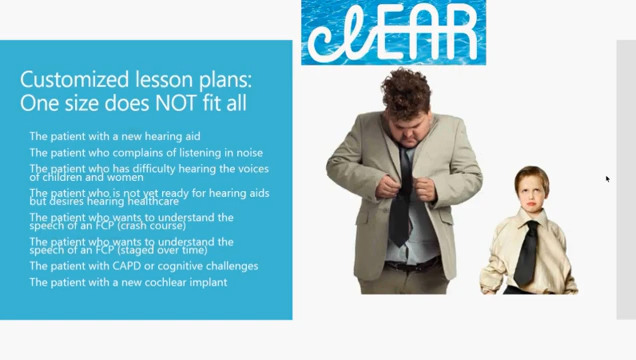 clEAR
Customized lesson plans:
One size does NOT fit all
The patient with a new hearing aid
The patient who complains of listening in noise
The patient who has difficulty hearing the voices
of children and women
The patient who is not yet ready for hearing aids
but desires hearing healthcare
The patient who wants to understand the
speech of an FCP (crash course)
The patient who wants to understand the
speech of an FCP (staged over time)
The patient with CAPD or cognitive challenges
The patient with a new cochlear implant